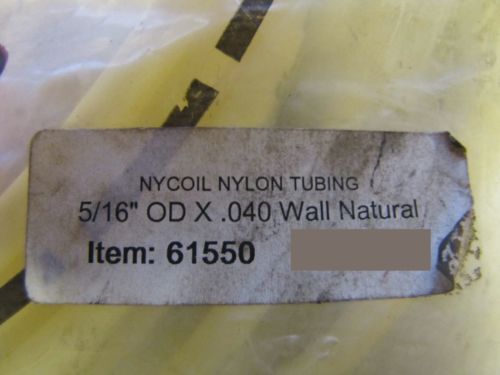 NYCOIL NYLON TUBING
5/16" OD X .040 Wall Natural
Item: 61550